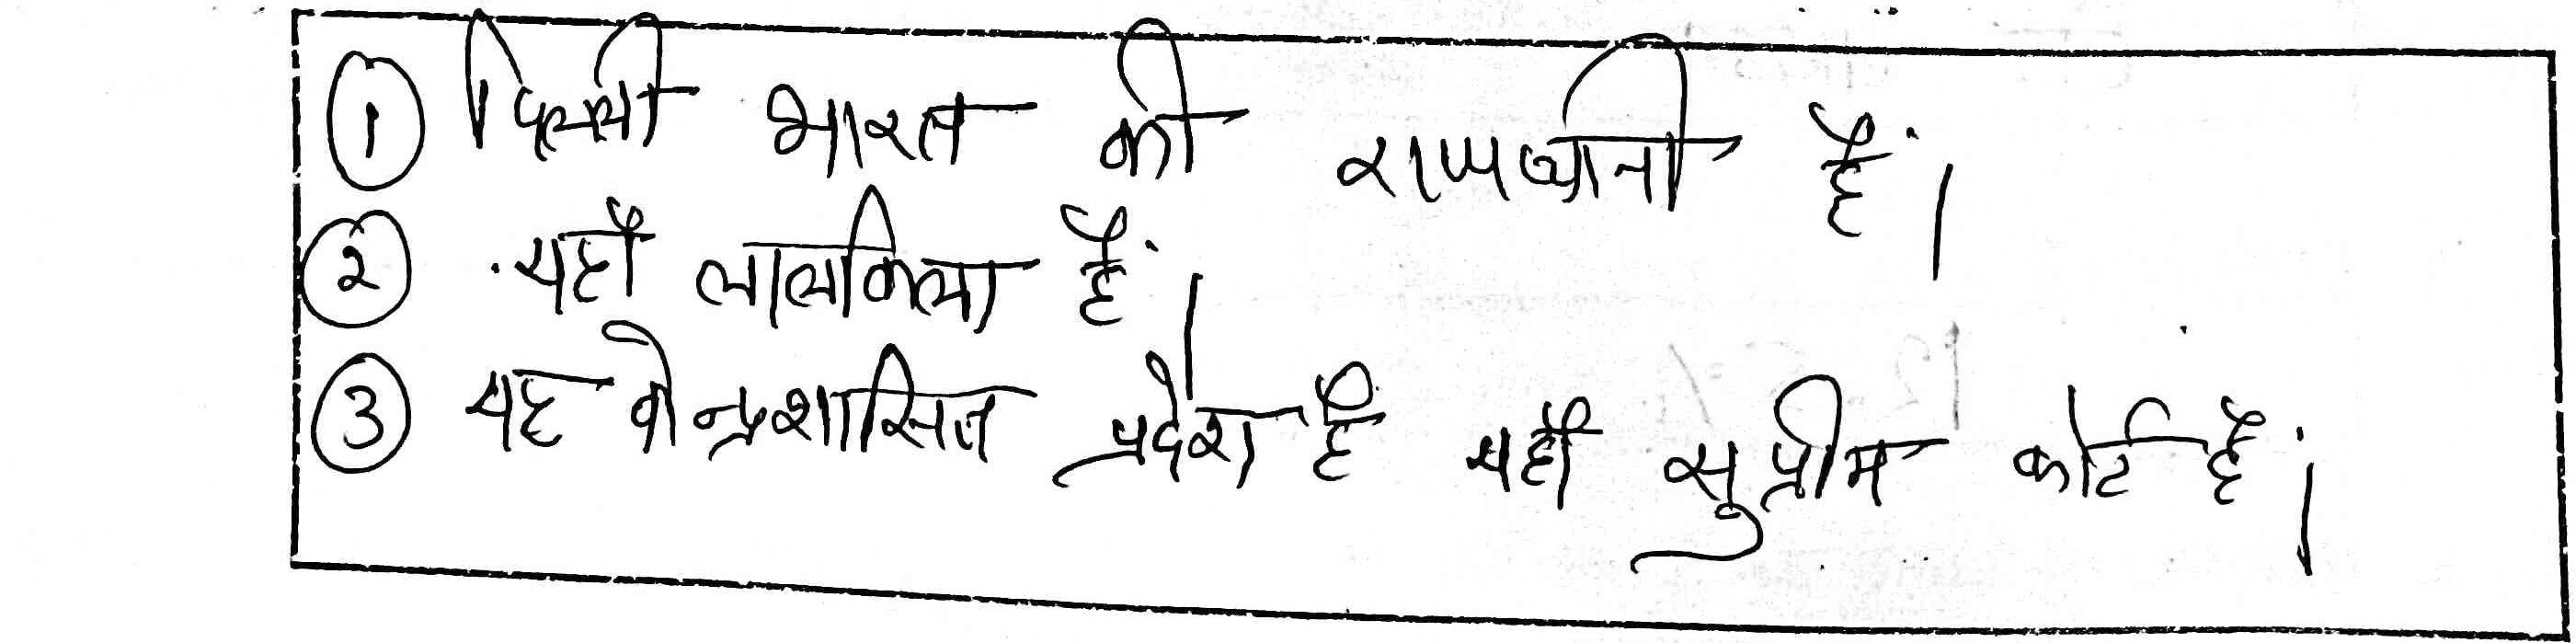 ① दिल्ली भारत की राजधानी हैं।
② यहाँ लालकिला हैं।
③ यह केन्द्रशासित प्रदेश हैं यहाँ सुप्रीम कोर्ट हैं।